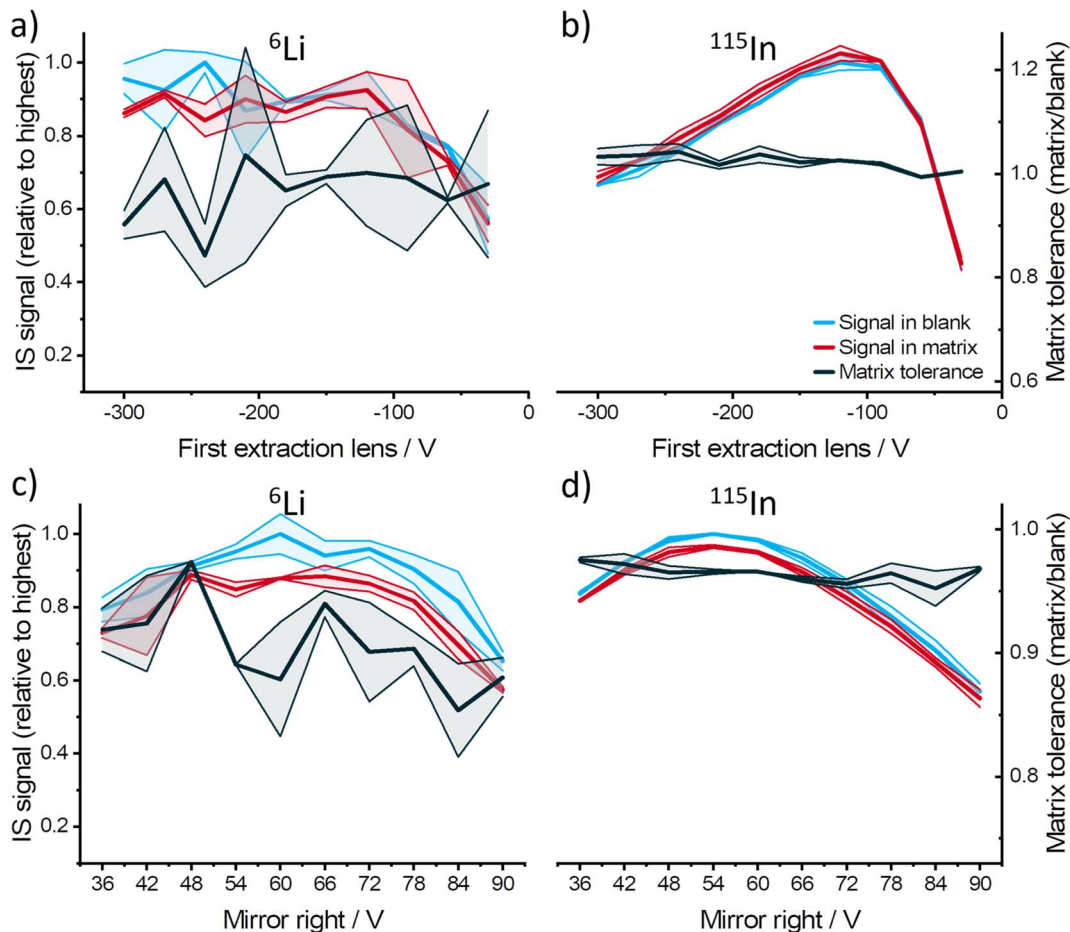 a)
⁶Li
IS signal (relative to highest)
1.0
0.8
0.6
0.4
0.2
-300
-200
-100
0
First extraction lens / V
b)
¹¹⁵In
Signal in blank
Signal in matrix
Matrix tolerance
1.2
1.0
0.8
0.6
Matrix tolerance (matrix/blank)
-300
-200
-100
0
First extraction lens / V
c)
⁶Li
IS signal (relative to highest)
1.0
0.8
0.6
0.4
0.2
36 42 48 54 60 66 72 78 84 90
Mirror right / V
d)
¹¹⁵In
1.0
0.9
0.8
Matrix tolerance (matrix/blank)
36 42 48 54 60 66 72 78 84 90
Mirror right / V